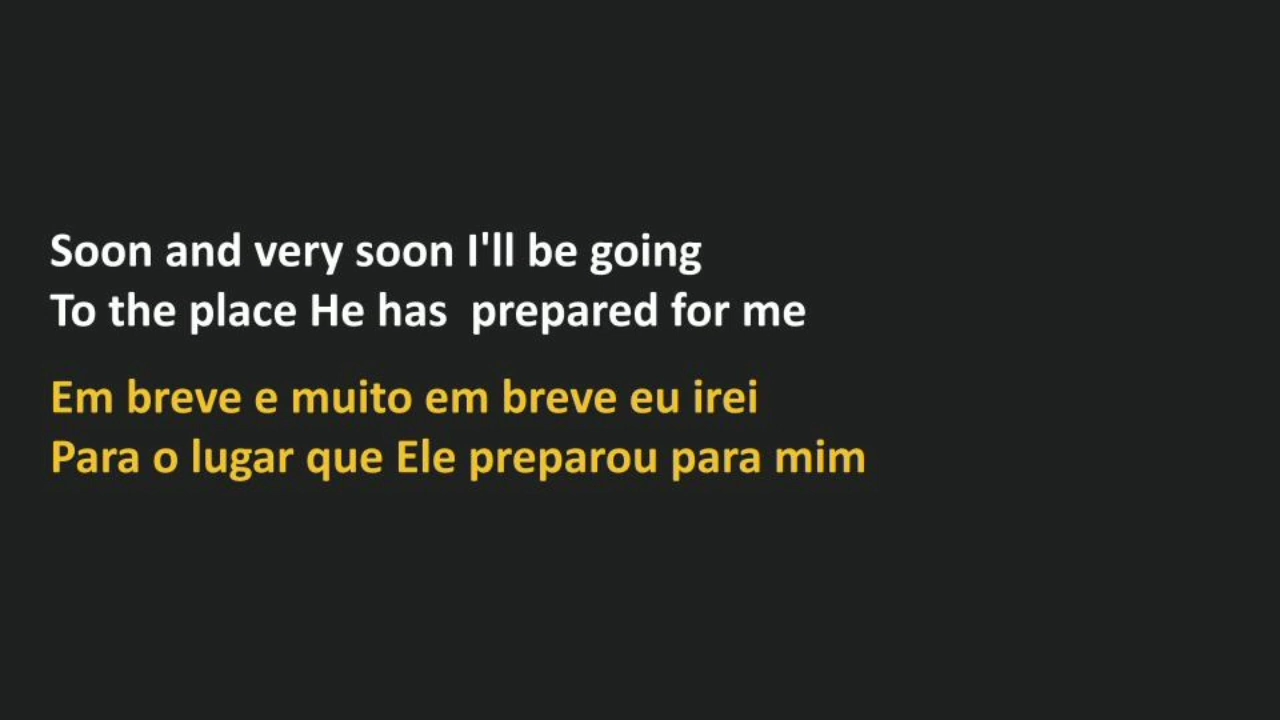 Soon and very soon I'll be going
To the place He has  prepared for me
Em breve e muito em breve eu irei
Para o lugar que Ele preparou para mim